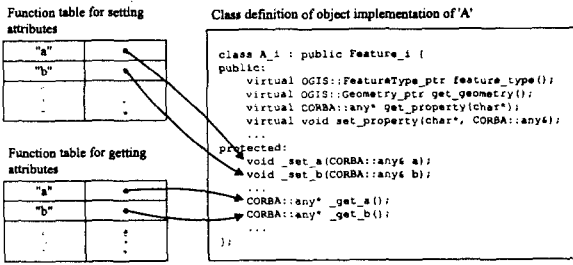 Function table for setting
attributes
"a"
"b"
Function table for getting
attributes
"a"
"b"
Class definition of object implementation of 'A'
class A_i : public Feature_i {
public:
virtual OGIS::FeatureType_ptr feature_type();
virtual OGIS::Geometry_ptr get_geometry();
virtual CORBA::any* get_property(char*);
virtual void set_property(char*, CORBA::any&);
...
protected:
void _set_a(CORBA::any& a);
void _set_b(CORBA::any& b);
...
CORBA::any* _get_a();
CORBA::any* _get_b();
...
};